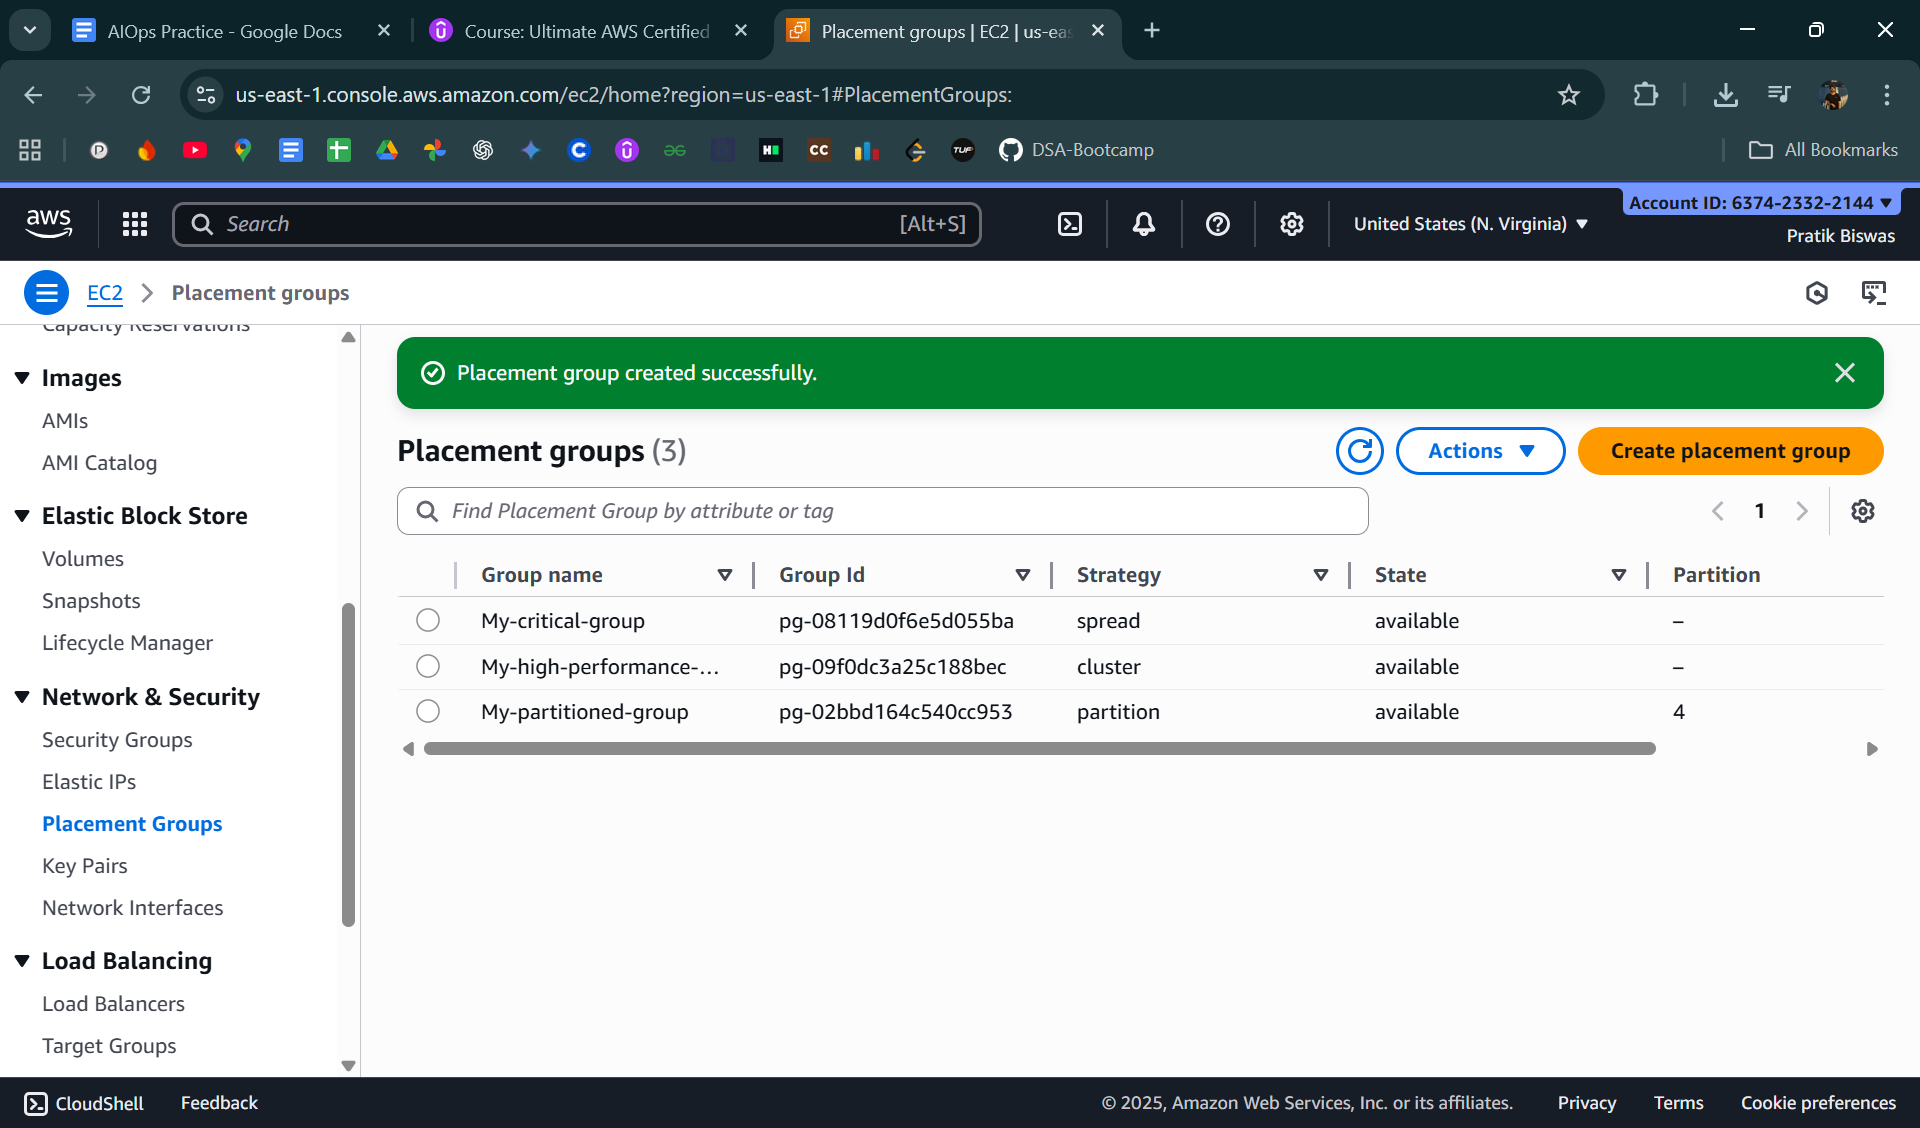 AIOps Practice - Google Docs
Course: Ultimate AWS Certified
Placement groups | EC2 | us-eas
us-east-1.console.aws.amazon.com/ec2/home?region=us-east-1#PlacementGroups:
DSA-Bootcamp
All Bookmarks
aws
Search
[Alt+S]
United States (N. Virginia)
Account ID: 6374-2332-2144
Pratik Biswas
EC2
Placement groups
Capacity Reservations
Images
AMIs
AMI Catalog
Elastic Block Store
Volumes
Snapshots
Lifecycle Manager
Network & Security
Security Groups
Elastic IPs
Placement Groups
Key Pairs
Network Interfaces
Load Balancing
Load Balancers
Target Groups
Placement group created successfully.
Placement groups (3)
Actions
Create placement group
Find Placement Group by attribute or tag
1
Group name Group Id Strategy State Partition
My-critical-group pg-08119d0f6e5d055ba spread available –
My-high-performance-... pg-09f0dc3a25c188bec cluster available –
My-partitioned-group pg-02bbd164c540cc953 partition available 4
CloudShell Feedback © 2025, Amazon Web Services, Inc. or its affiliates. Privacy Terms Cookie preferences